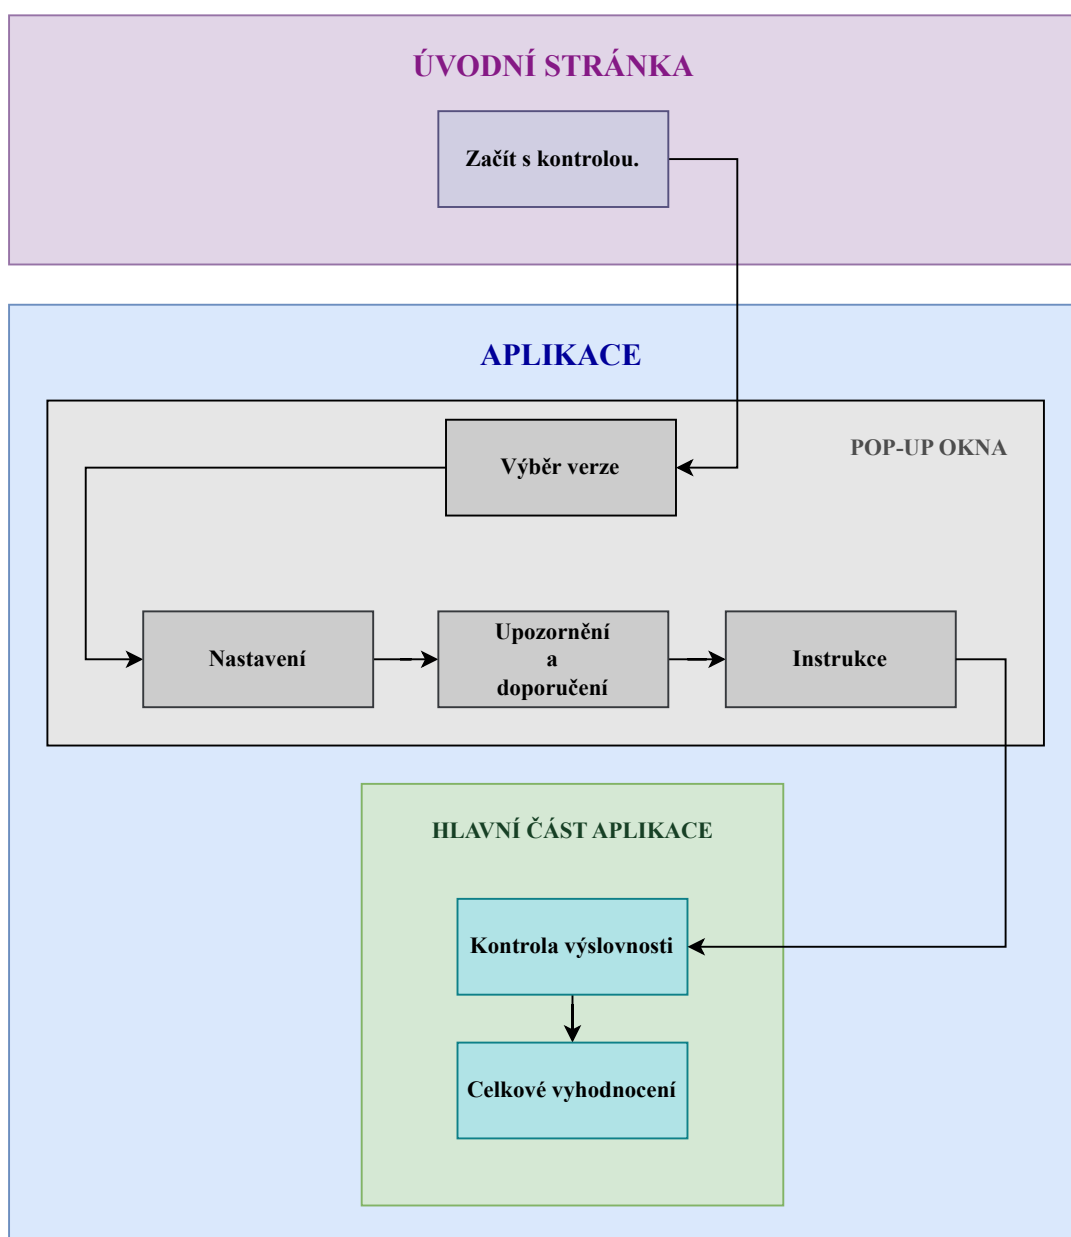 ÚVODNÍ STRÁNKA
Začít s kontrolou.
APLIKACE
POP-UP OKNA
Výběr verze
Nastavení
Upozornění
a
doporučení
Instrukce
HLAVNÍ ČÁST APLIKACE
Kontrola výslovnosti
Celkové vyhodnocení